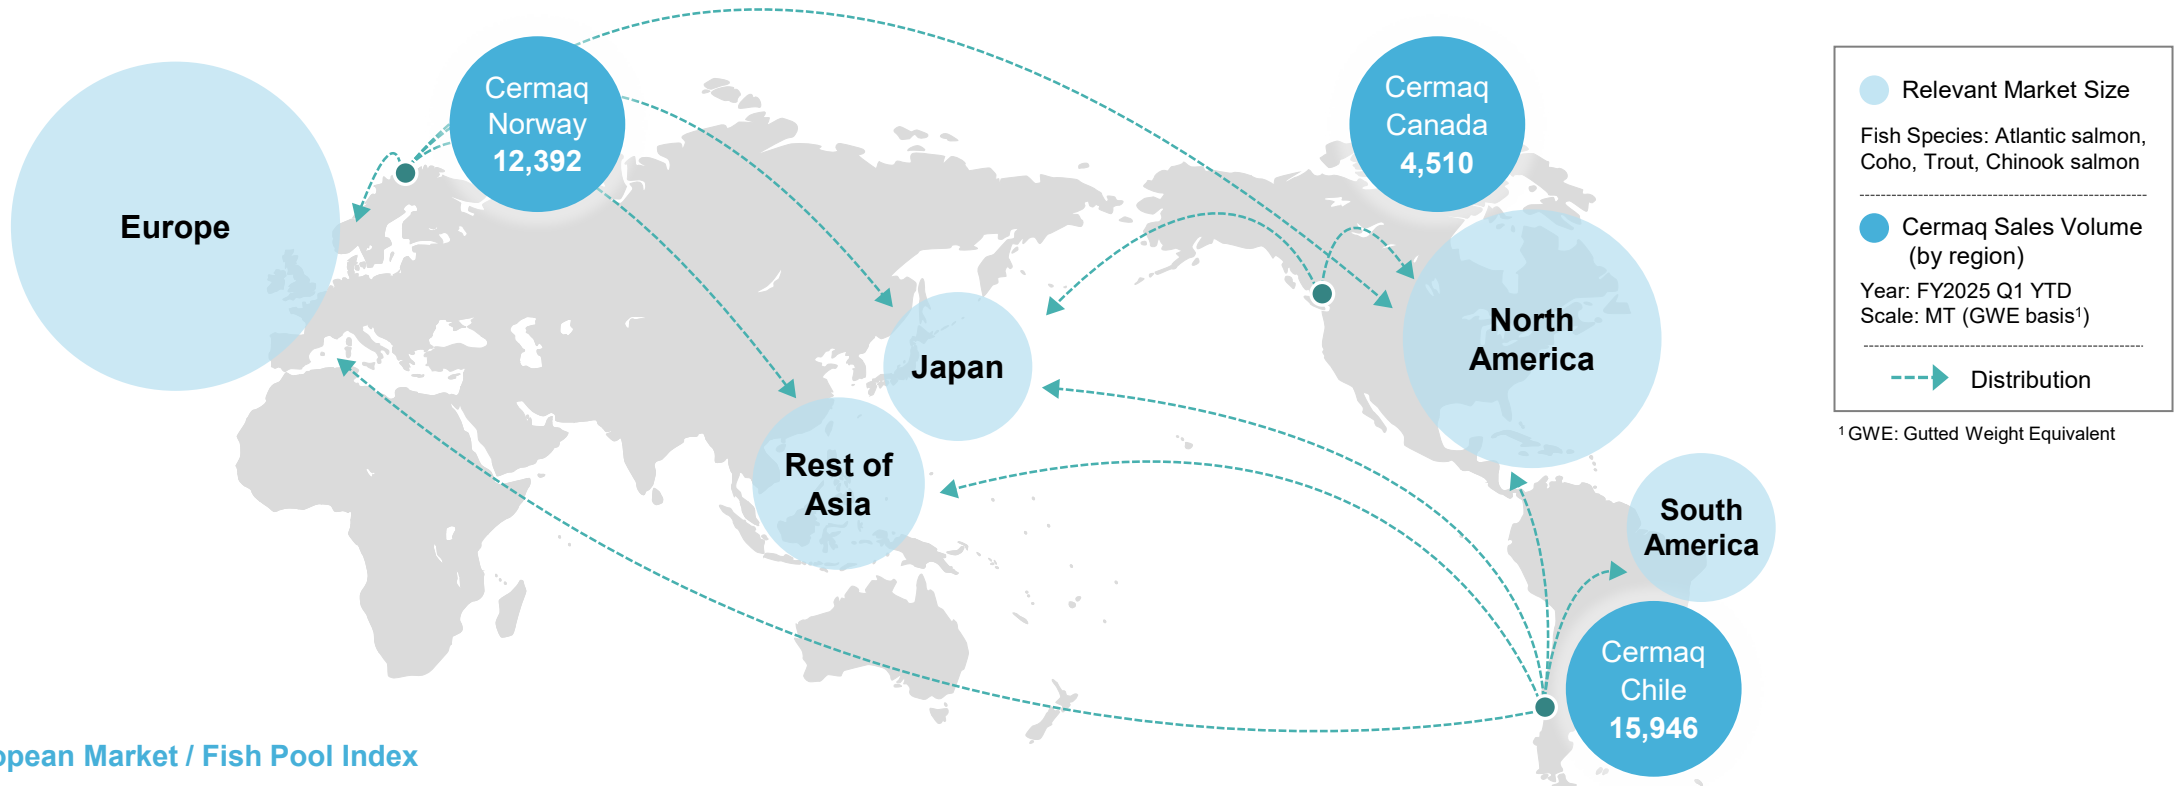 Cermaq
Norway
12,392
Cermaq
Canada
4,510
Europe
Japan
Rest of
Asia
North
America
South
America
Cermaq
Chile
15,946
Relevant Market Size
Fish Species: Atlantic salmon,
Coho, Trout, Chinook salmon
Cermaq Sales Volume
(by region)
Year: FY2025 Q1 YTD
Scale: MT (GWE basis¹)
Distribution
¹ GWE: Gutted Weight Equivalent
Market / Fish Pool Index